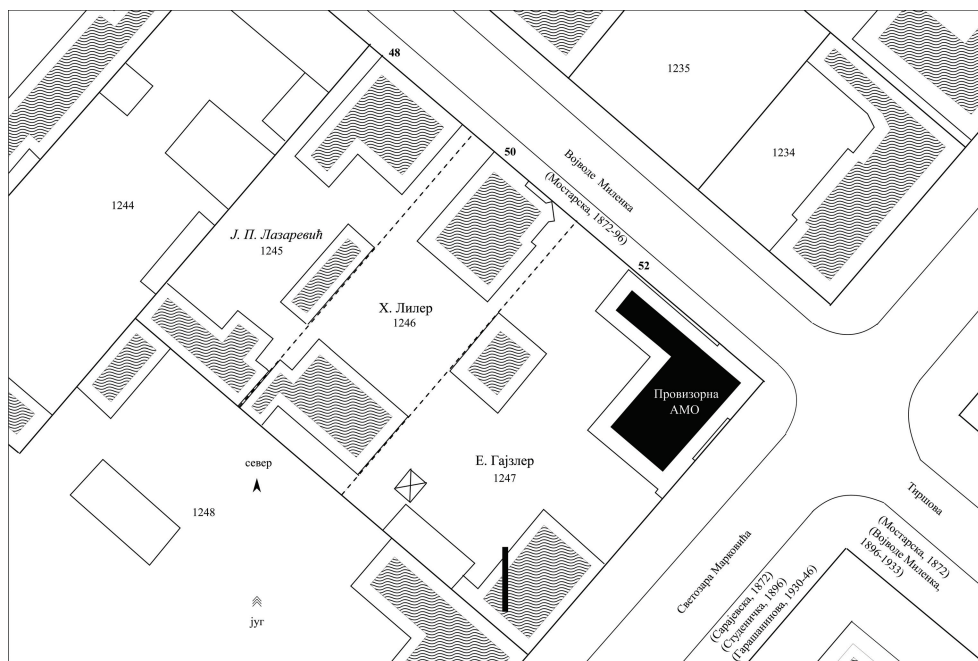 48
1235
50
Војводе Миленка
(Мостарска, 1872-96)
1234
1244
Ј. П. Лазаревић
1245
52
Х. Лилер
1246
Провизорна
АМО
север
Е. Гајзлер
1247
1248
Тиршова
(Мостарска, 1872)
(Војводе Миленка,
1896-1933)
Светозара Марковића
(Сарајевска, 1872)
(Студеничка, 1896)
(Гарашанинова, 1930-46)
југ